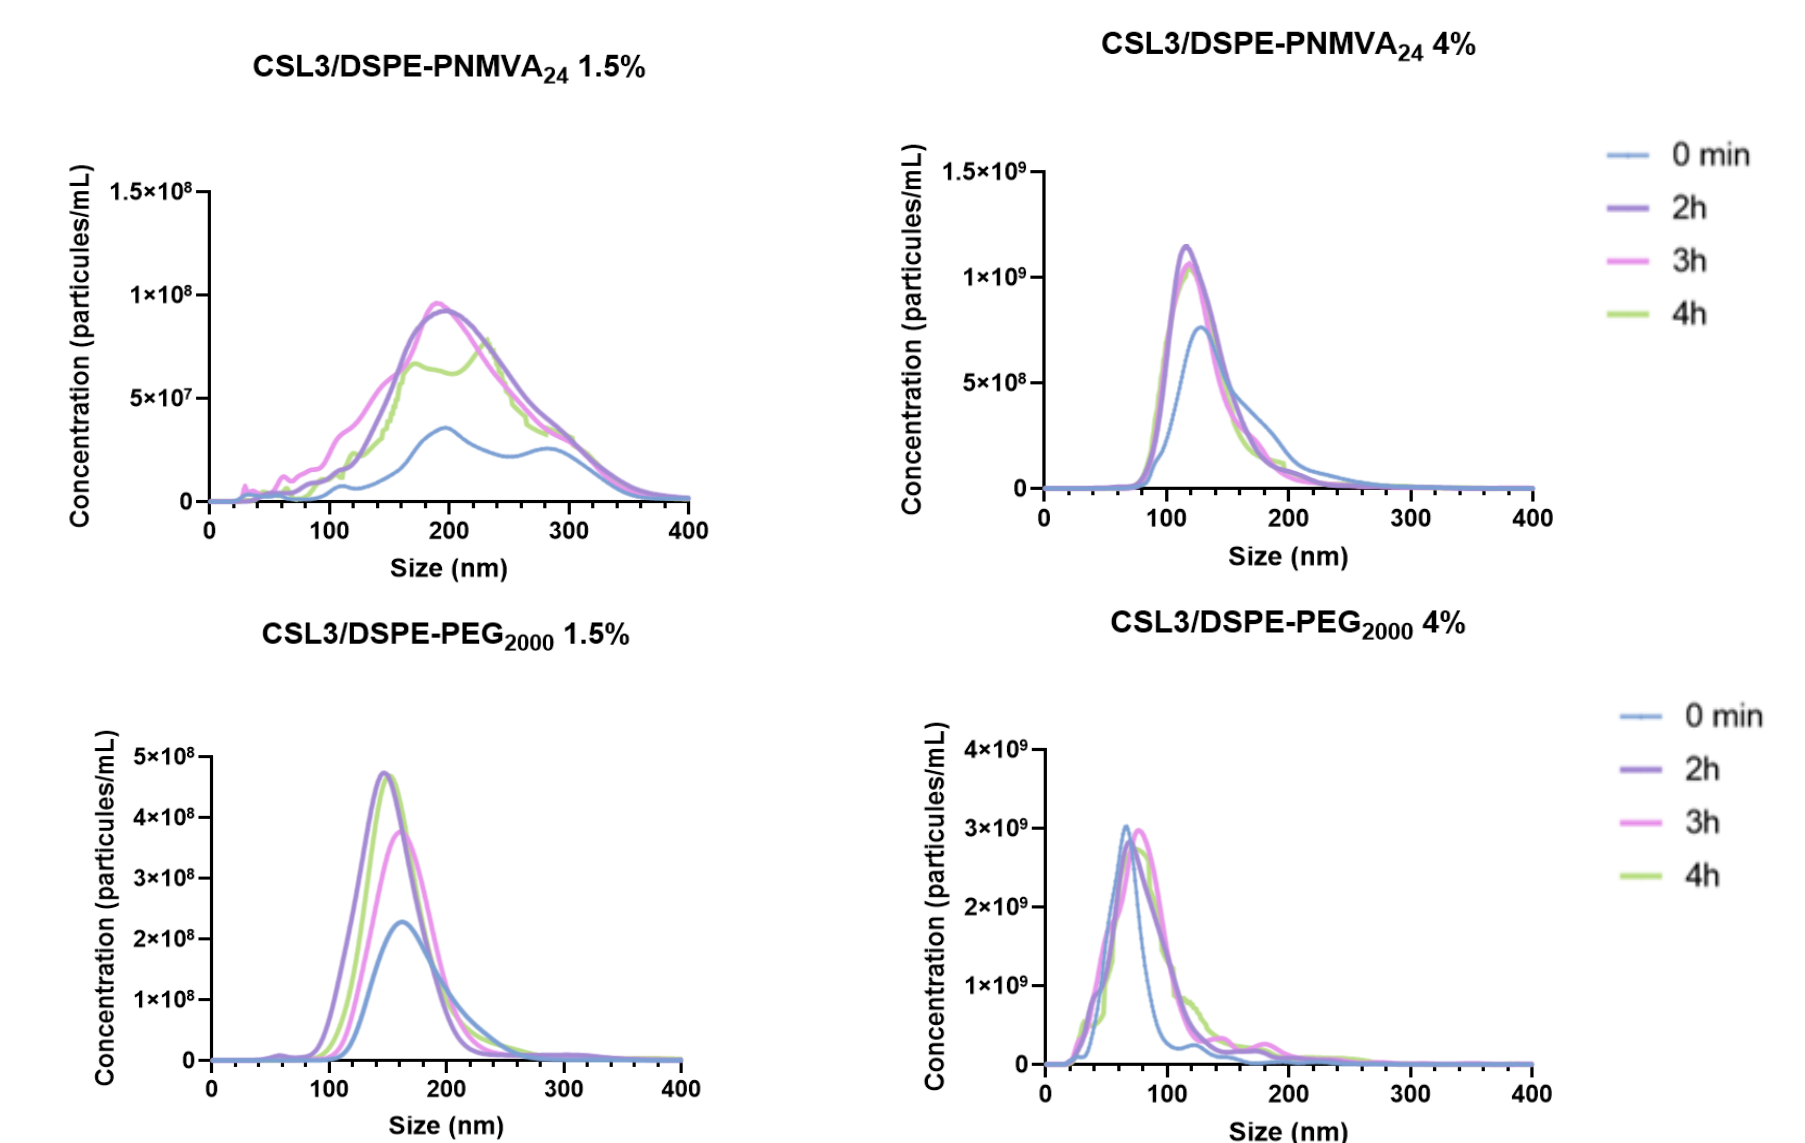 CSL3/DSPE-PNMVA₂₄ 1.5%
Concentration (particules/mL)
1.5×10⁸
1×10⁸
5×10⁷
0
0 100 200 300 400
Size (nm)
CSL3/DSPE-PNMVA₂₄ 4%
Concentration (particules/mL)
1.5×10⁹
1×10⁹
5×10⁸
0
0 100 200 300 400
Size (nm)
0 min
2h
3h
4h
CSL3/DSPE-PEG₂₀₀₀ 1.5%
Concentration (particules/mL)
5×10⁸
4×10⁸
3×10⁸
2×10⁸
1×10⁸
0
0 100 200 300 400
Size (nm)
CSL3/DSPE-PEG₂₀₀₀ 4%
Concentration (particules/mL)
4×10⁹
3×10⁹
2×10⁹
1×10⁹
0
0 100 200 300 400
Size (nm)
0 min
2h
3h
4h